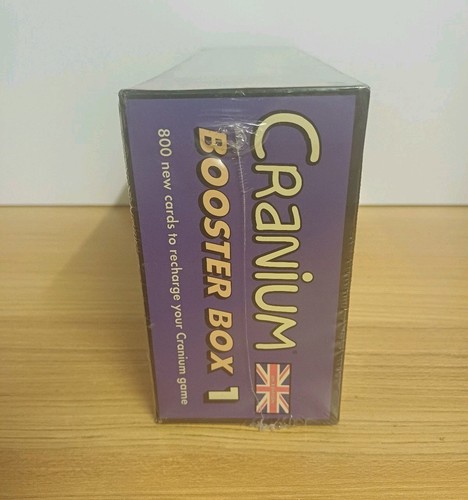 CRANIUM
BOOSTER BOX 1
800 new cards to recharge your Cranium game